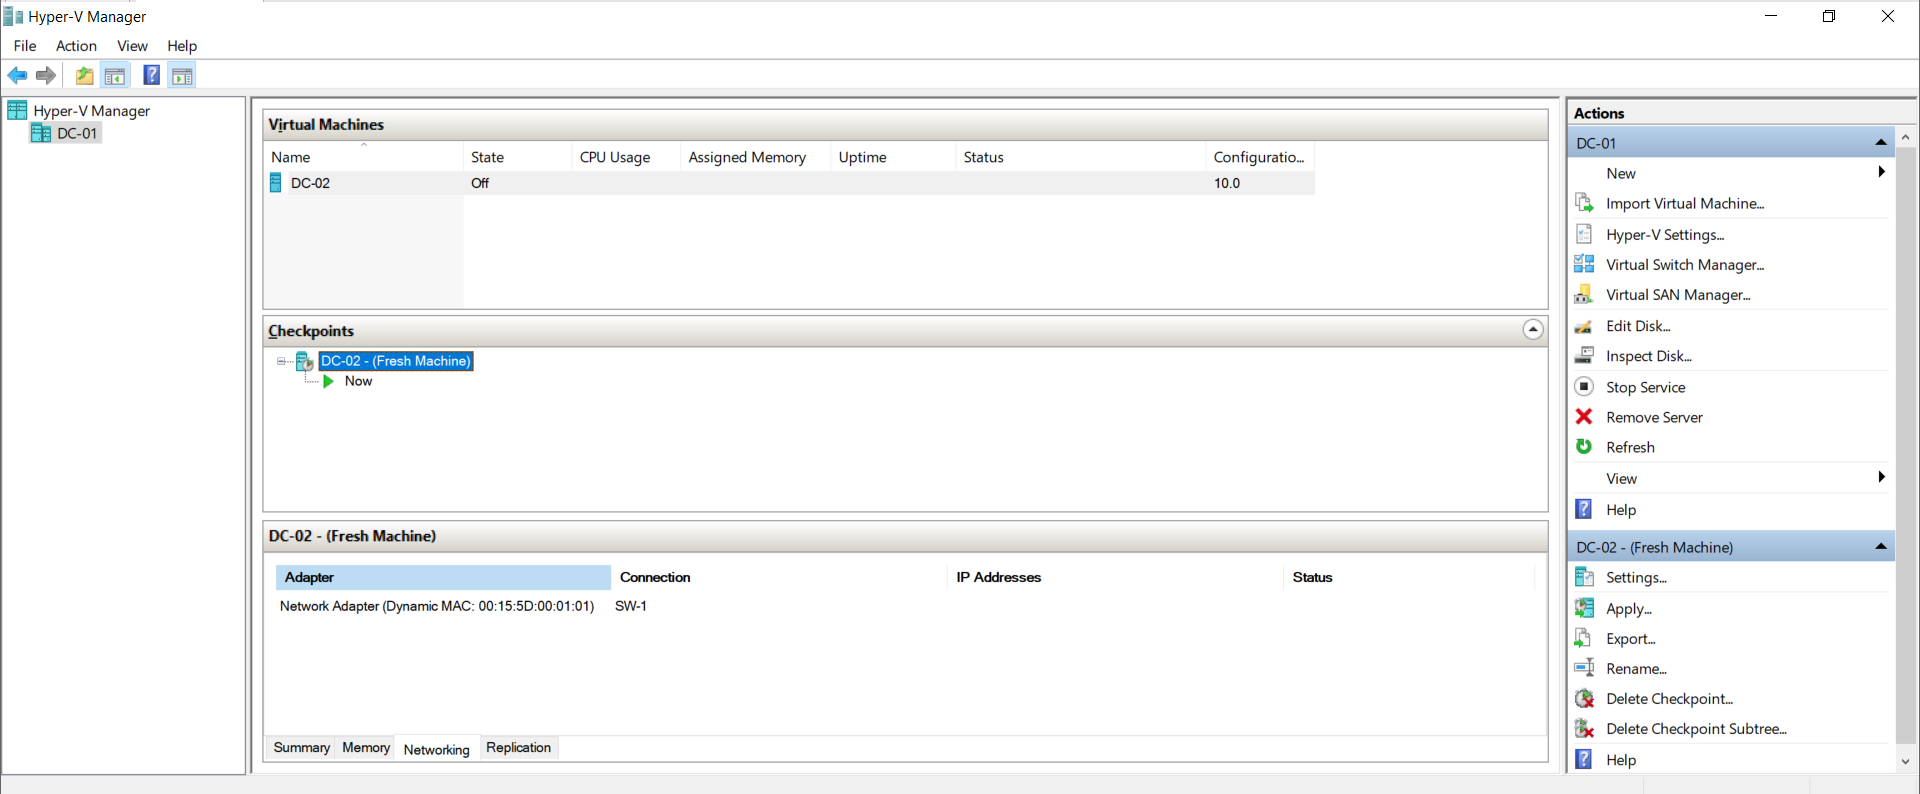 Hyper-V Manager
File Action View Help
Hyper-V Manager
DC-01
Virtual Machines
Name State CPU Usage Assigned Memory Uptime Status Configuratio...
DC-02 Off 10.0
Checkpoints
DC-02 - (Fresh Machine)
Now
DC-02 - (Fresh Machine)
Adapter Connection IP Addresses Status
Network Adapter (Dynamic MAC: 00:15:5D:00:01:01) SW-1
Summary Memory Networking Replication
Actions
DC-01
New
Import Virtual Machine...
Hyper-V Settings...
Virtual Switch Manager...
Virtual SAN Manager...
Edit Disk...
Inspect Disk...
Stop Service
Remove Server
Refresh
View
Help
DC-02 - (Fresh Machine)
Settings...
Apply...
Export...
Rename...
Delete Checkpoint...
Delete Checkpoint Subtree...
Help